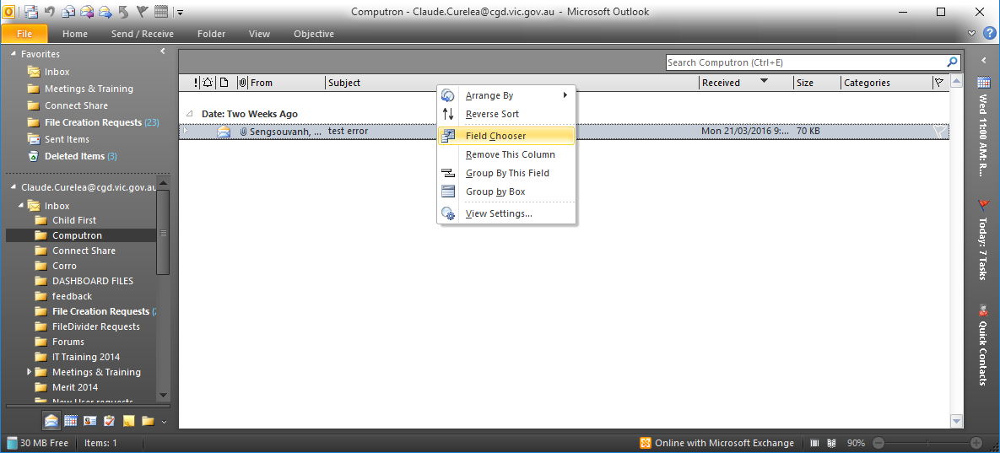 Computron - Claude.Curelea@cgd.vic.gov.au - Microsoft Outlook
File Home Send / Receive Folder View Objective
Favorites
Inbox
Meetings & Training
Connect Share
File Creation Requests (23)
Sent Items
Deleted Items (3)
Claude.Curelea@cgd.vic.gov.au
Inbox
Child First
Computron
Connect Share
Corro
DASHBOARD FILES
feedback
File Creation Requests
FileDivider Requests
Forums
IT Training 2014
Meetings & Training
Merit 2014
New User requests
Search Computron (Ctrl+E)
! From Subject Received Size Categories
Date: Two Weeks Ago
Sengsouvanh, ... test error Mon 21/03/2016 9:... 70 KB
Arrange By
Reverse Sort
Field Chooser
Remove This Column
Group By This Field
Group by Box
View Settings...
Wed 11:00 AM: R...
Today: 7 Tasks
Quick Contacts
30 MB Free Items: 1 Online with Microsoft Exchange 90%